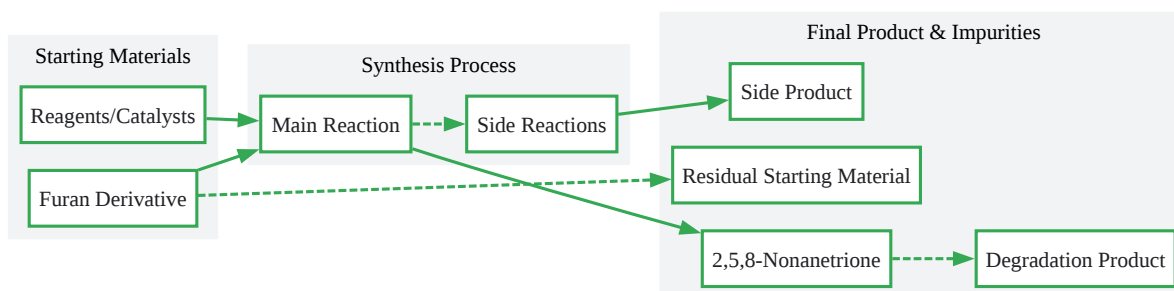 Starting Materials
Reagents/Catalysts
Furan Derivative
Synthesis Process
Main Reaction
Side Reactions
Final Product & Impurities
Side Product
Residual Starting Material
2,5,8-Nonanetrione
Degradation Product